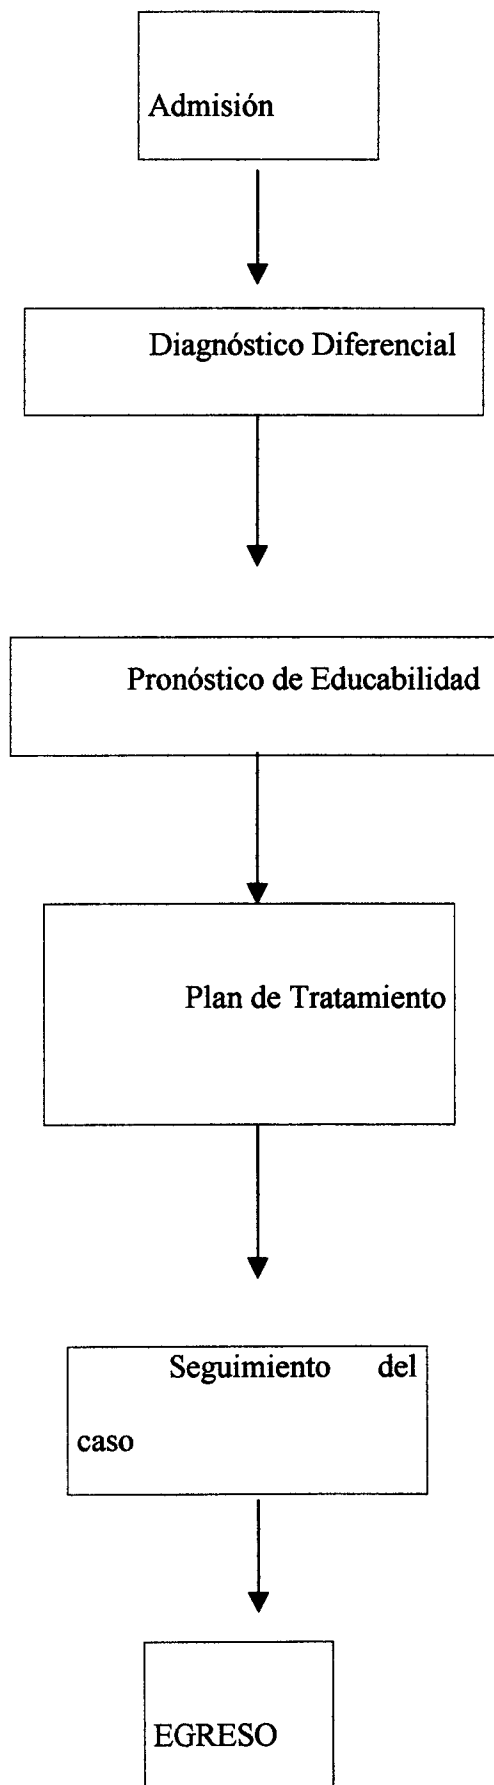 Admisión
Diagnóstico Diferencial
Pronóstico de Educabilidad
Plan de Tratamiento
Seguimiento del
caso
EGRESO